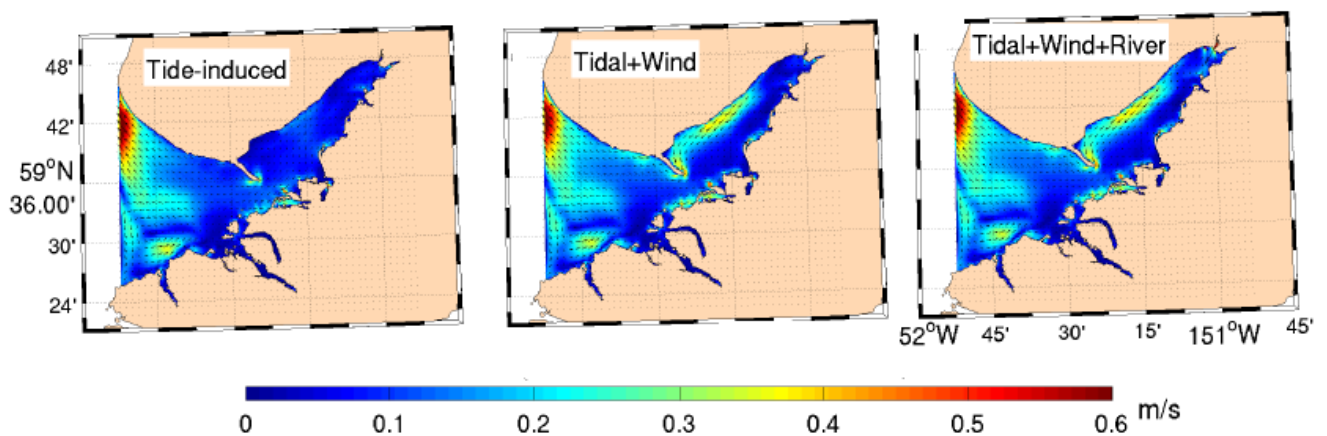 Tide-induced
Tidal+Wind
Tidal+Wind+River
48'
42'
59°N
36.00'
30'
24'
52°W 45' 30' 15' 151°W 45'
0 0.1 0.2 0.3 0.4 0.5 0.6 m/s